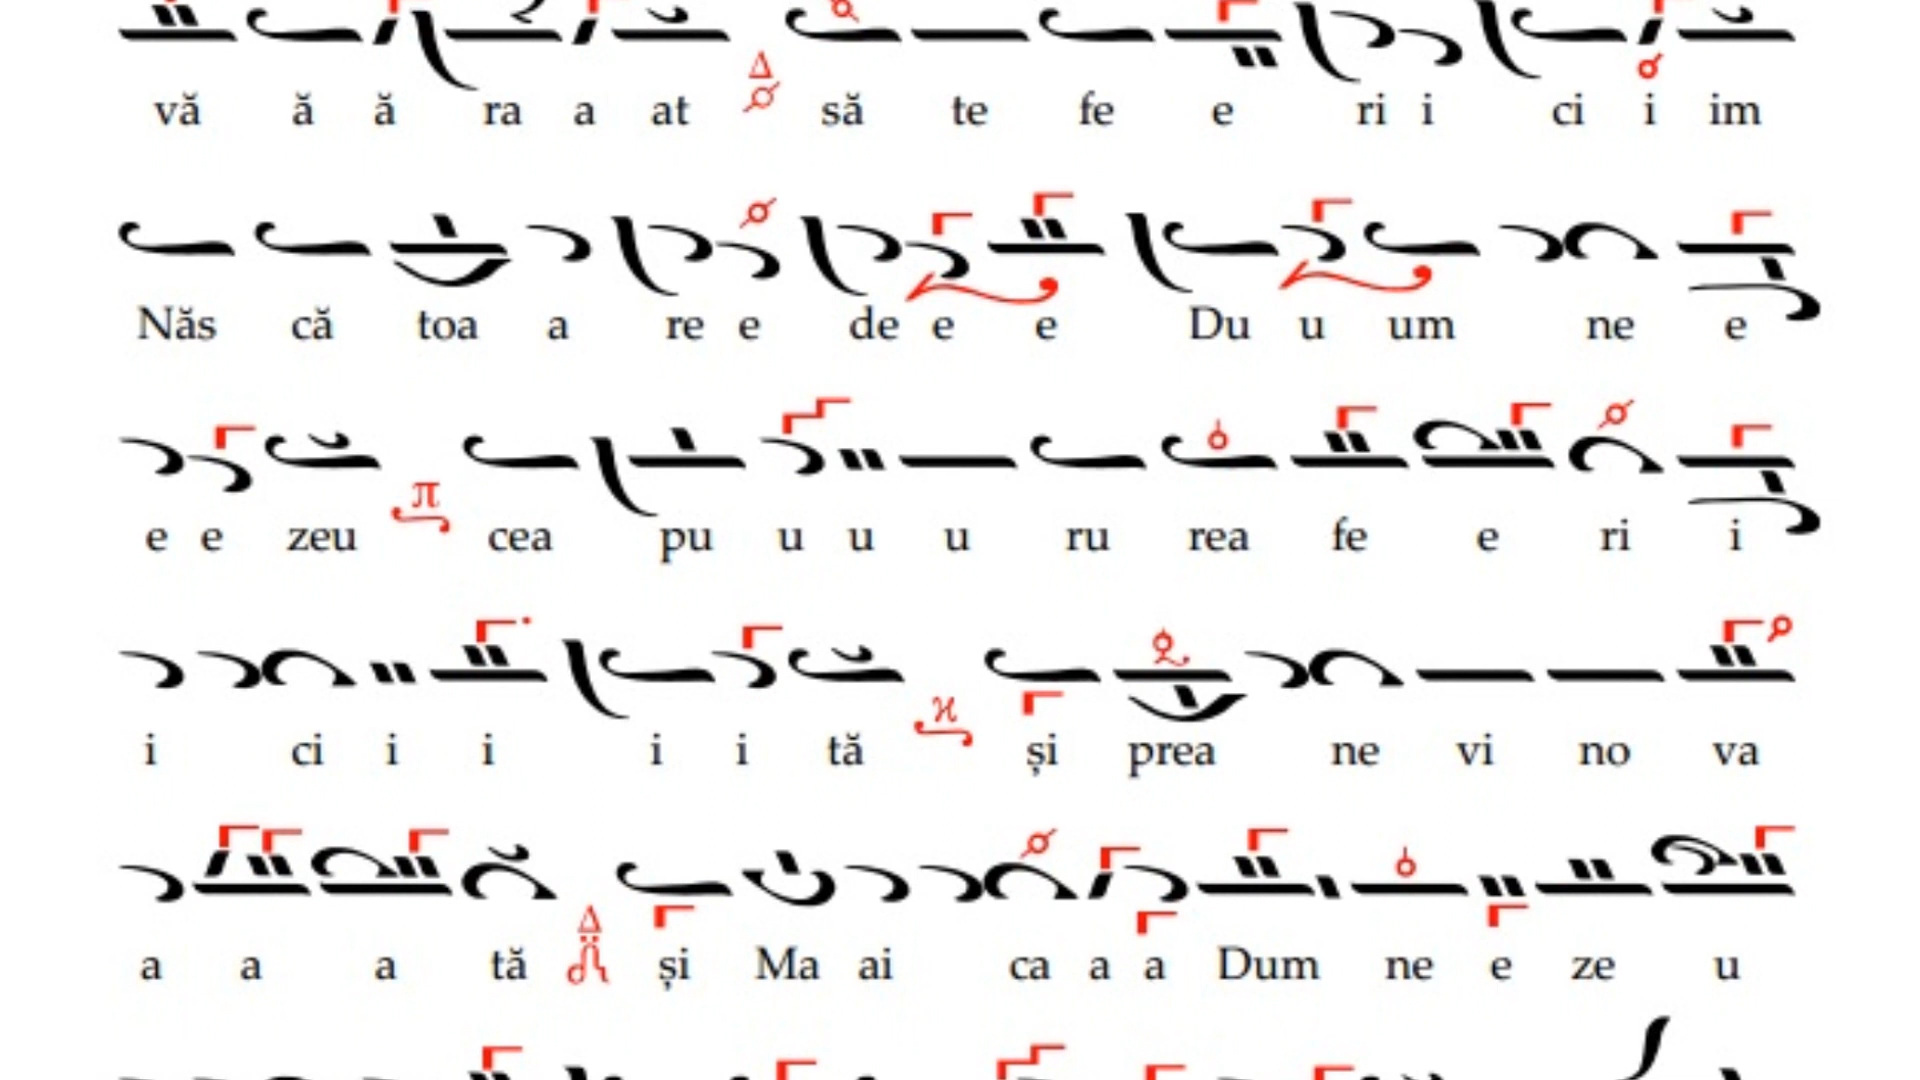 vă ă ă ra a at să te fe e ri i ci i im
Năs că toa a re e de e e Du u um ne e
e e zeu cea pu u u u ru rea fe e ri i
i ci i i i i tă și prea ne vi no va
a a a tă și Ma ai ca a a Dum ne e ze u